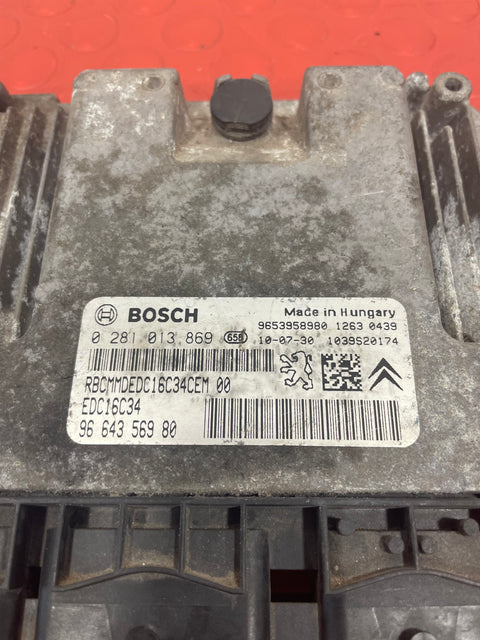 BOSCH Made in Hungary
9653958980 1263 0439
0 281 013 869 658 10-07-30 1039S20174
RBCMMDEDC16C34CEM 00
EDC16C34
96 643 569 80